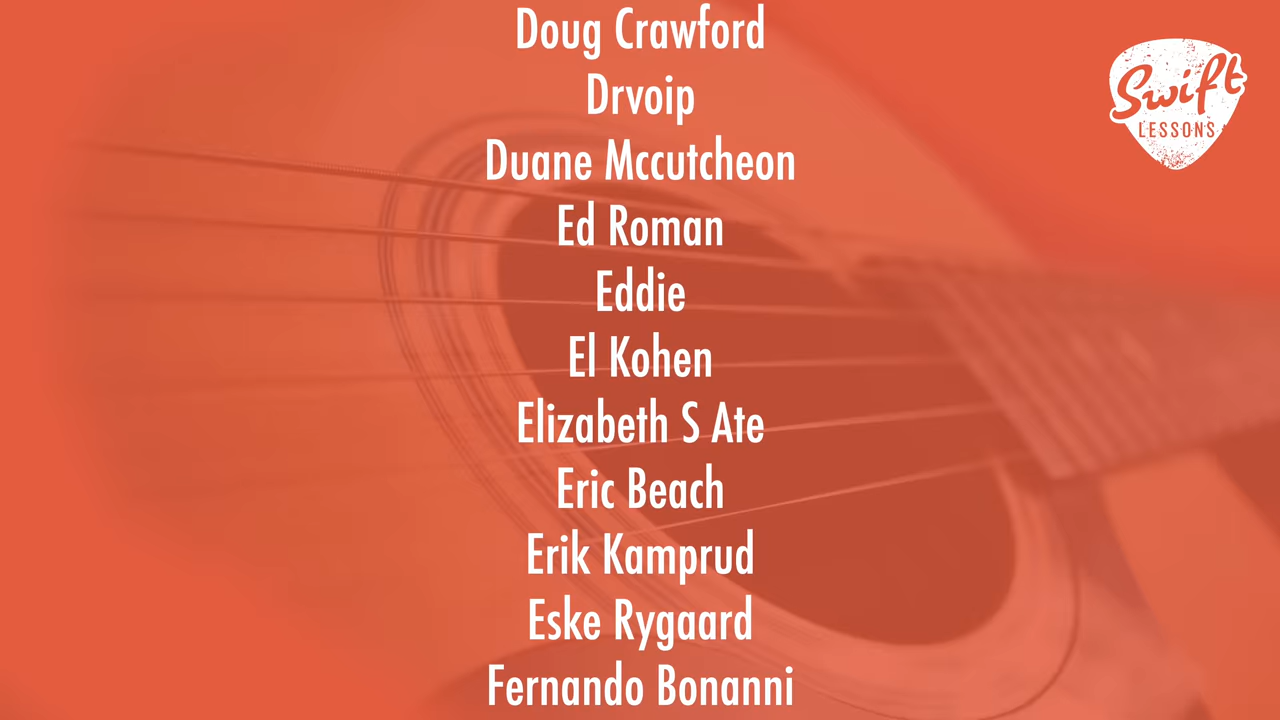 Doug Crawford
Drvoip
Duane Mccutcheon
Ed Roman
Eddie
El Kohen
Elizabeth S Ate
Eric Beach
Erik Kamprud
Eske Rygaard
Fernando Bonanni
Swift
LESSONS